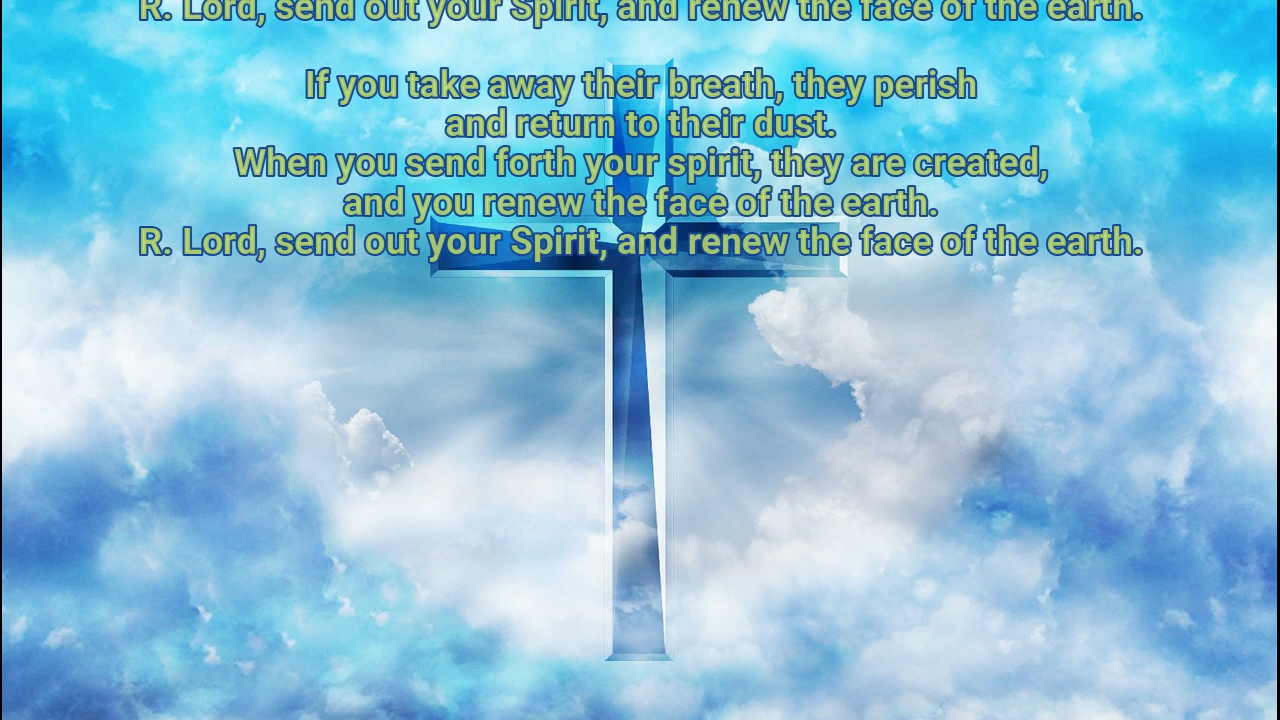 R. Lord, send out your Spirit, and renew the face of the earth.
If you take away their breath, they perish
and return to their dust.
When you send forth your spirit, they are created,
and you renew the face of the earth.
R. Lord, send out your Spirit, and renew the face of the earth.